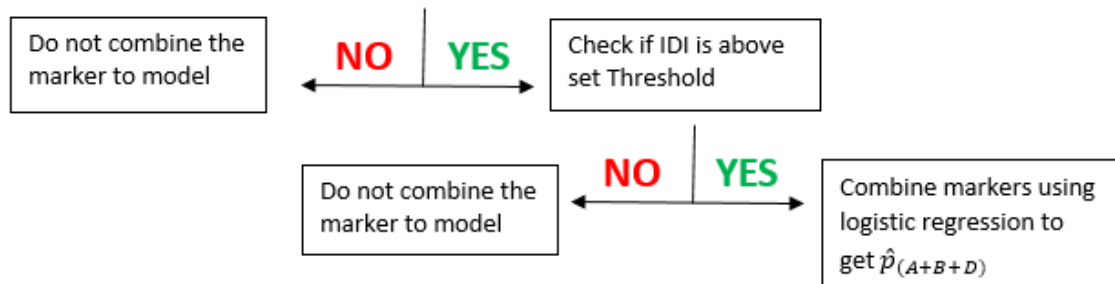 Do not combine the
marker to model
NO
YES
Check if IDI is above
set Threshold
Do not combine the
marker to model
NO
YES
Combine markers using
logistic regression to
get p̂₍A+B+D₎